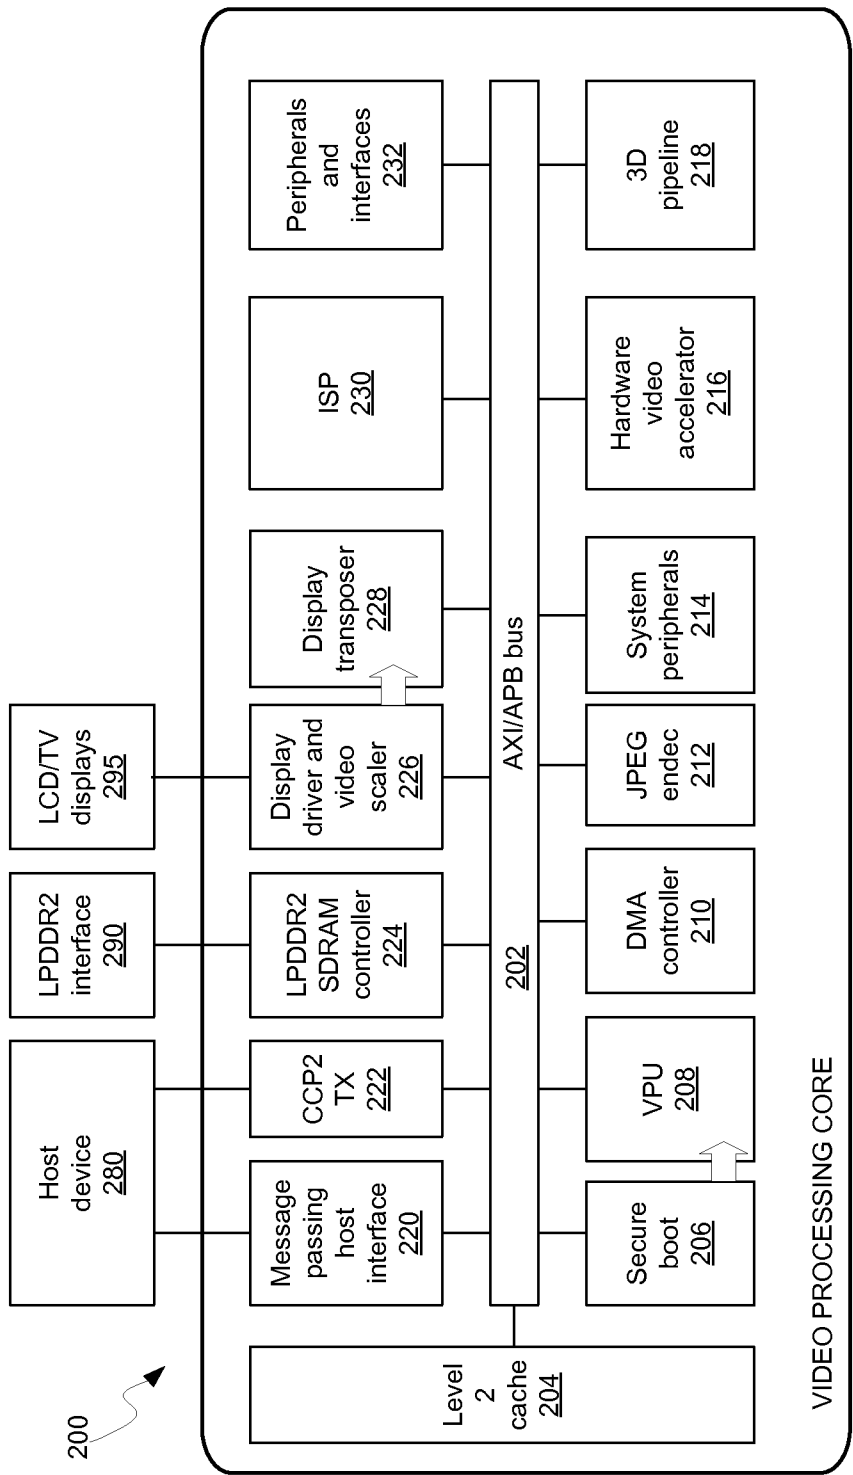 200
Host
device
280
LPDDR2
interface
290
LCD/TV
displays
295
Level
2
cache
204
Message
passing
host
interface
220
CCP2
TX
222
LPDDR2
SDRAM
controller
224
Display
driver and
video
scaler
226
Display
transposer
228
ISP
230
Peripherals
and
interfaces
232
202
AXI/APB bus
Secure
boot
206
VPU
208
DMA
controller
210
JPEG
endec
212
System
peripherals
214
Hardware
video
accelerator
216
3D
pipeline
218
VIDEO PROCESSING CORE